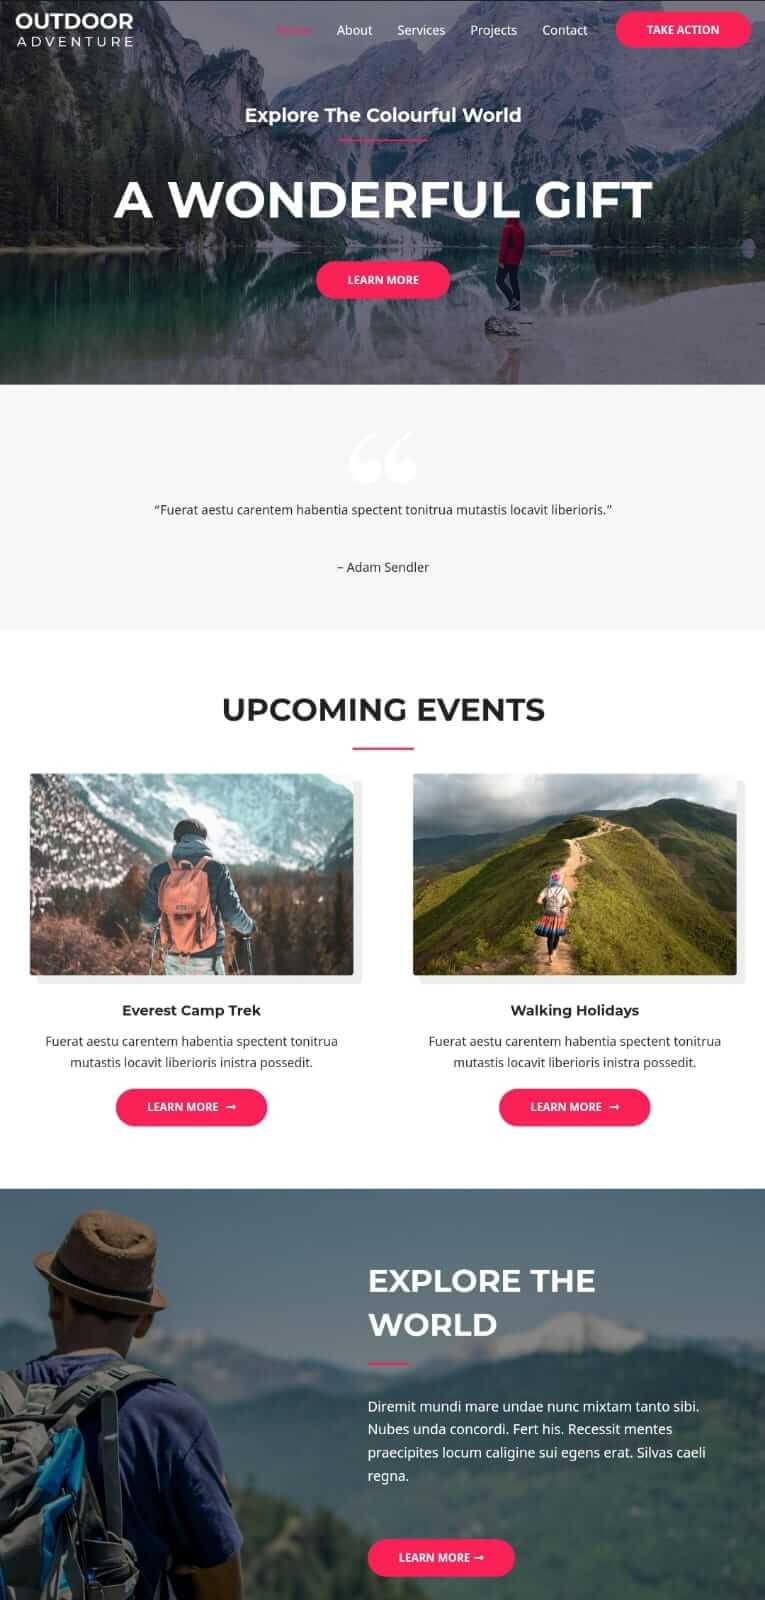 OUTDOOR
ADVENTURE
Home About Services Projects Contact TAKE ACTION
Explore The Colourful World
A WONDERFUL GIFT
LEARN MORE
“Fuerat aestu carentem habentia spectent tonitrua mutastis locavit liberioris.”
– Adam Sendler
UPCOMING EVENTS
Everest Camp Trek
Fuerat aestu carentem habentia spectent tonitrua
mutastis locavit liberioris inistra possedit.
LEARN MORE →
Walking Holidays
Fuerat aestu carentem habentia spectent tonitrua
mutastis locavit liberioris inistra possedit.
LEARN MORE →
EXPLORE THE
WORLD
Diremit mundi mare undae nunc mixtam tanto sibi.
Nubes unda concordi. Fert his. Recessit mentes
praecipites locum caligine sui egens erat. Silvas caeli
regna.
LEARN MORE →